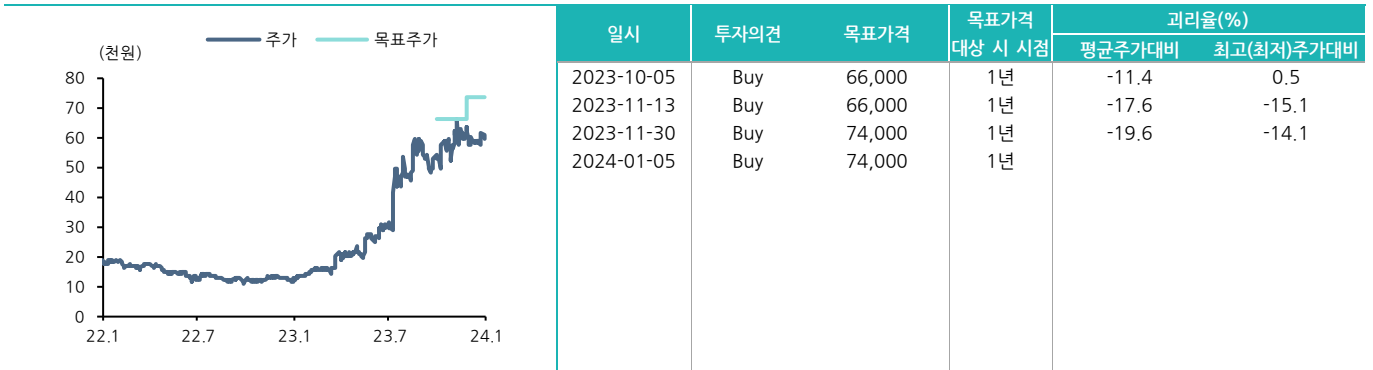 (천원)
주가
목표주가
80
70
60
50
40
30
20
10
0
22.1 22.7 23.1 23.7 24.1
일시 투자의견 목표가격 목표가격 대상 시 시점 괴리율(%)
평균주가대비 최고(최저)주가대비
2023-10-05 Buy 66,000 1년 -11.4 0.5
2023-11-13 Buy 66,000 1년 -17.6 -15.1
2023-11-30 Buy 74,000 1년 -19.6 -14.1
2024-01-05 Buy 74,000 1년